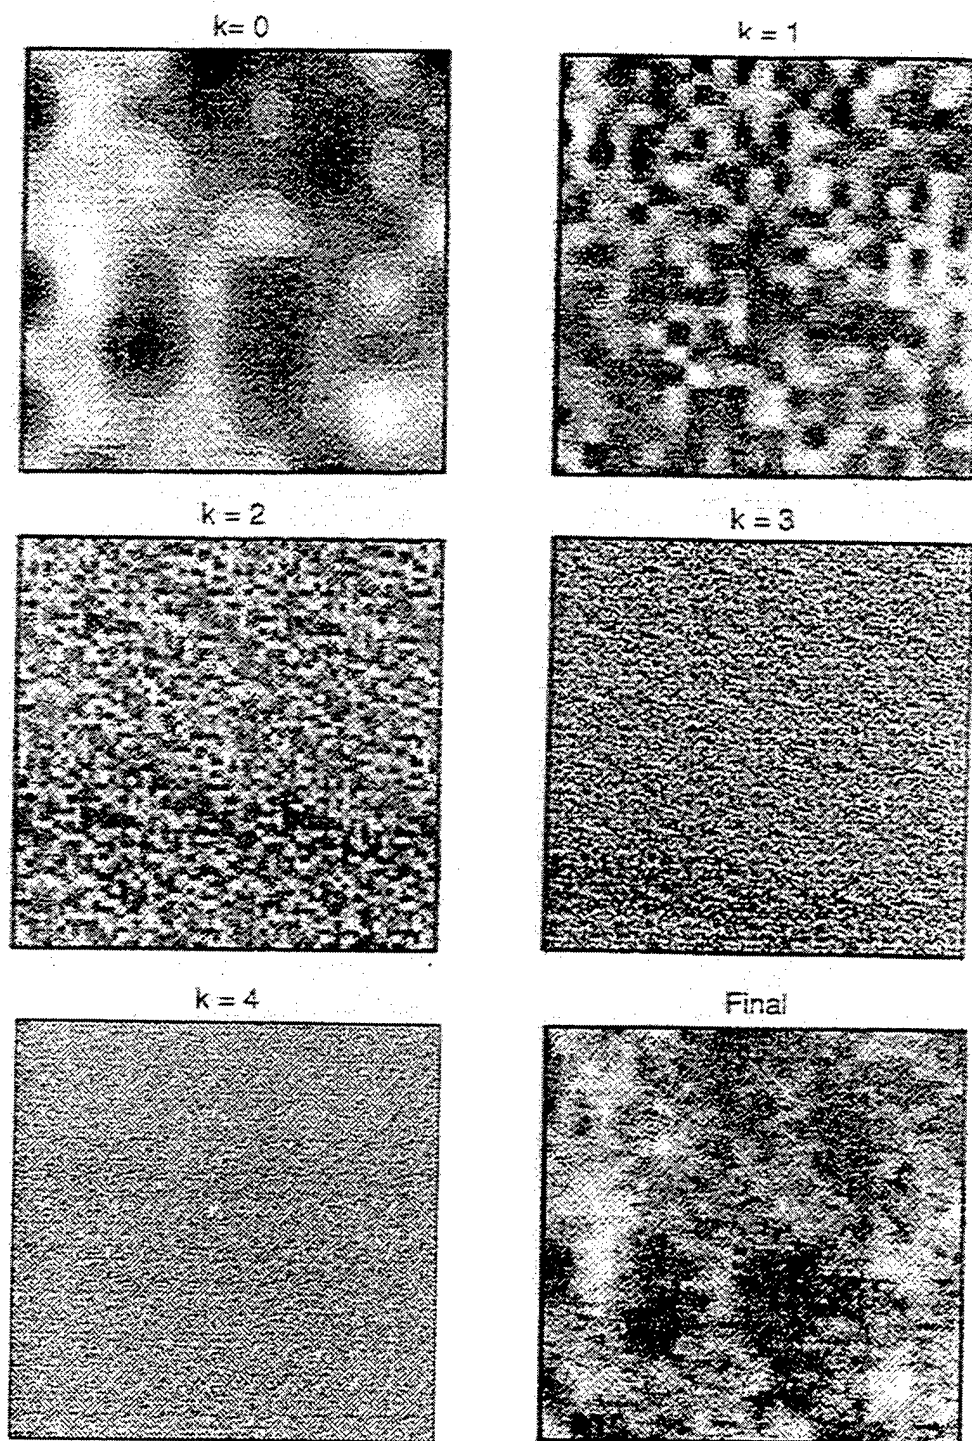 k= 0
k = 1
k = 2
k = 3
k = 4
Final